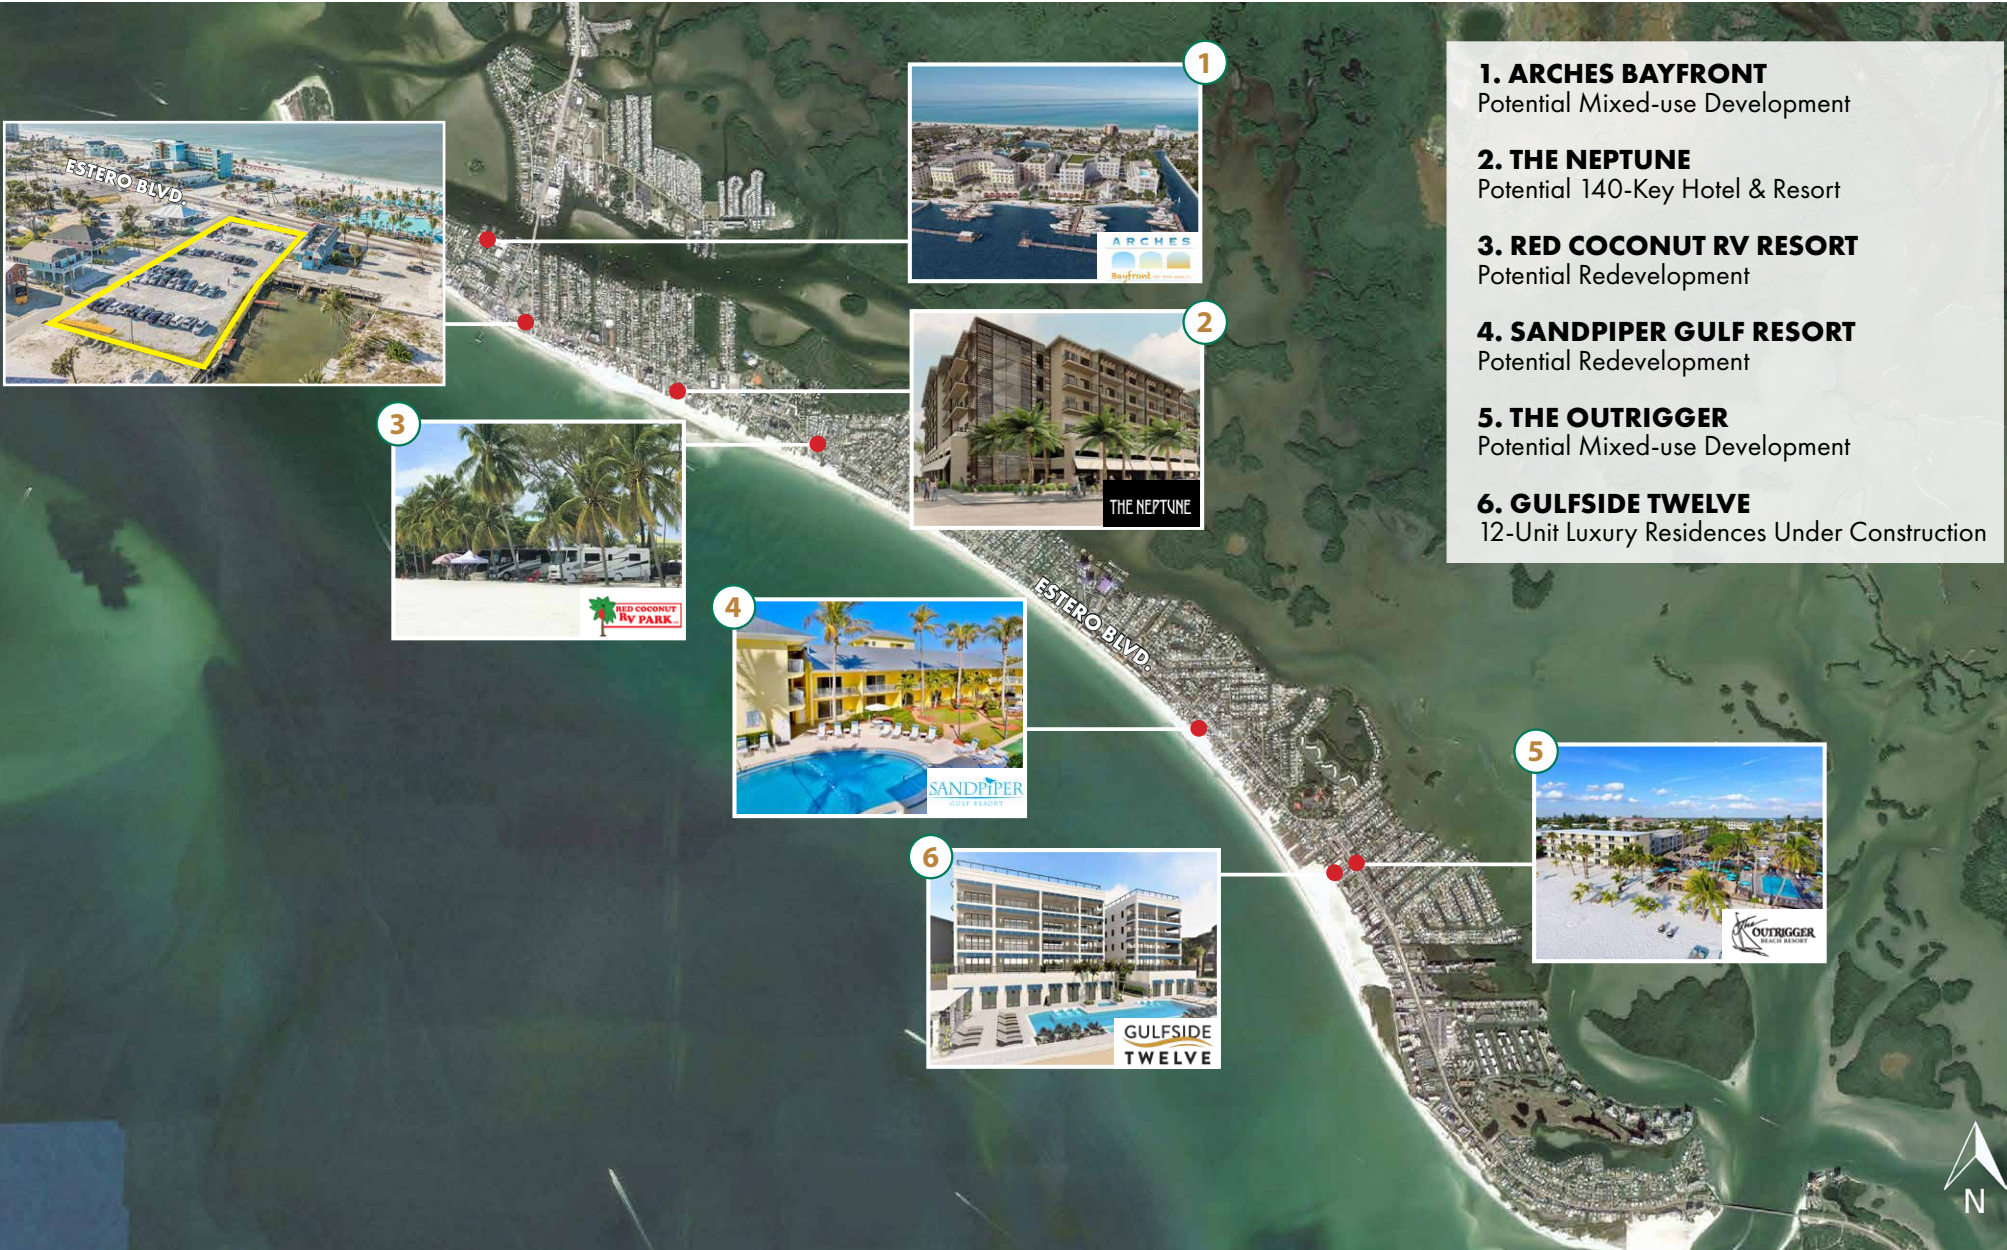 1. ARCHES BAYFRONT
Potential Mixed-use Development
2. THE NEPTUNE
Potential 140-Key Hotel & Resort
3. RED COCONUT RV RESORT
Potential Redevelopment
4. SANDPIPER GULF RESORT
Potential Redevelopment
5. THE OUTRIGGER
Potential Mixed-use Development
6. GULFSIDE TWELVE
12-Unit Luxury Residences Under Construction
ESTERO BLVD.
1
ARCHES
Bayfront
2
THE NEPTUNE
3
RED COCONUT
RV PARK
4
SANDPIPER
GULF RESORT
ESTERO BLVD.
5
The
OUTRIGGER
BEACH RESORT
6
GULFSIDE
TWELVE
N